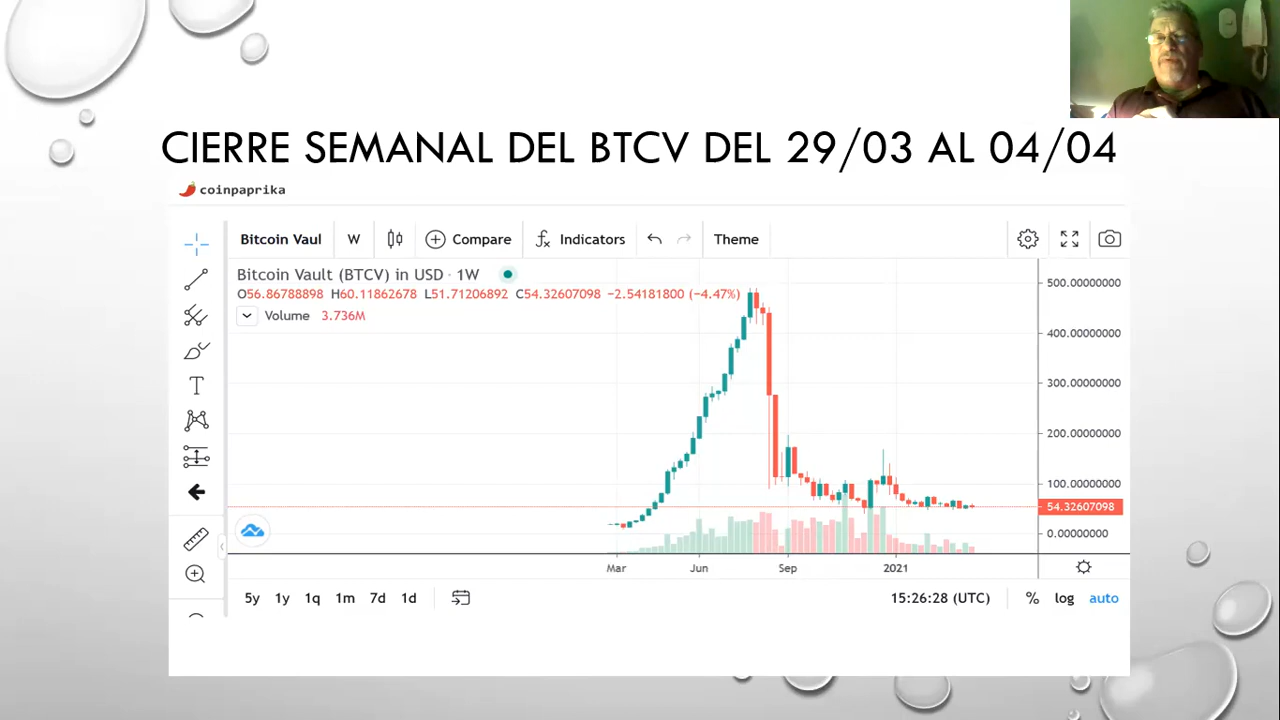 CIERRE SEMANAL DEL BTCV DEL 29/03 AL 04/04
coinpaprika
Bitcoin Vaul W Compare Indicators Theme
Bitcoin Vault (BTCV) in USD · 1W
O56.86788898 H60.11862678 L51.71206892 C54.32607098 −2.54181800 (−4.47%)
Volume 3.736M
500.00000000
400.00000000
300.00000000
200.00000000
100.00000000
54.32607098
0.00000000
Mar Jun Sep 2021
5y 1y 1q 1m 7d 1d 15:26:28 (UTC) % log auto